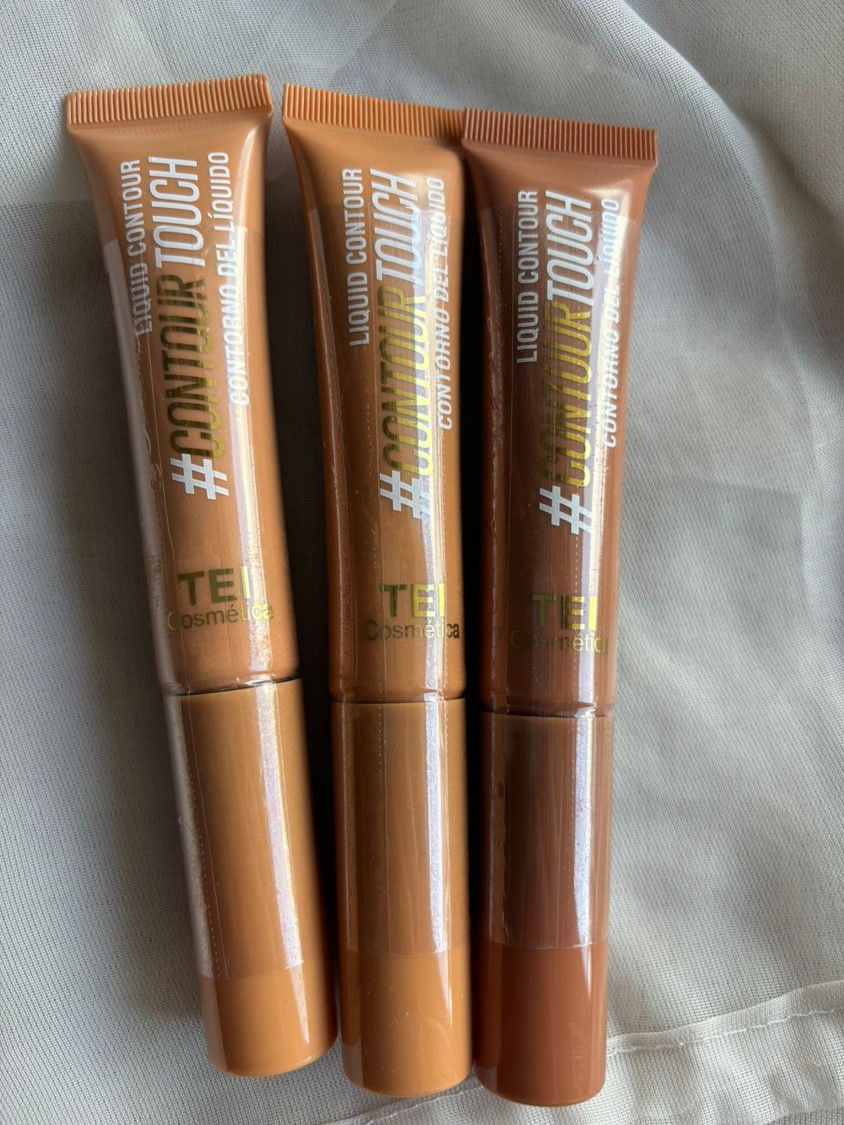 LIQUID CONTOUR
#CONTOUR TOUCH
CONTORNO DEL LÍQUIDO
TEI
Cosmética
LIQUID CONTOUR
#CONTOUR TOUCH
CONTORNO DEL LÍQUIDO
TEI
Cosmética
LIQUID CONTOUR
#CONTOUR TOUCH
CONTORNO DEL LÍQUIDO
TEI
Cosmética